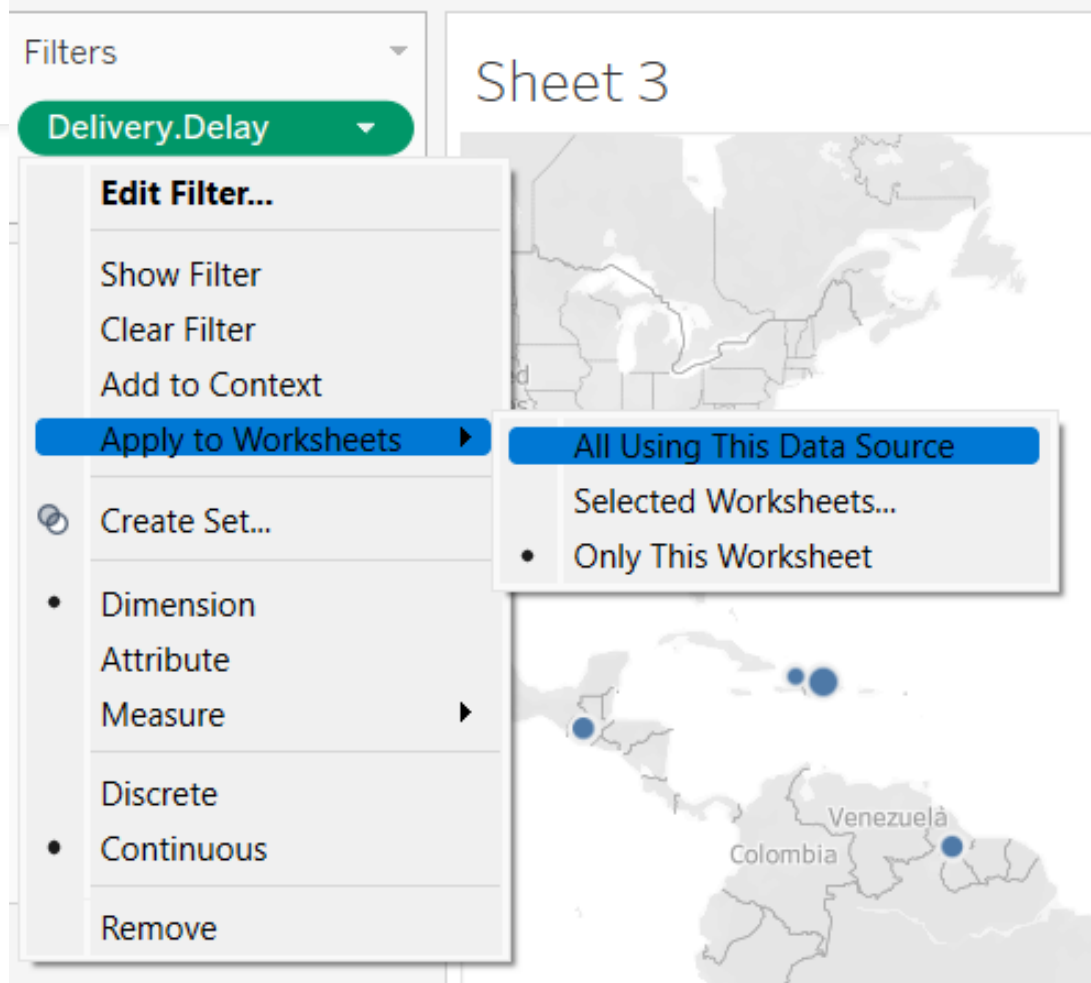 Filters
Delivery.Delay
Sheet 3
Edit Filter...
Show Filter
Clear Filter
Add to Context
Apply to Worksheets
All Using This Data Source
Selected Worksheets...
Only This Worksheet
Create Set...
Dimension
Attribute
Measure
Discrete
Continuous
Remove
Venezuela
Colombia